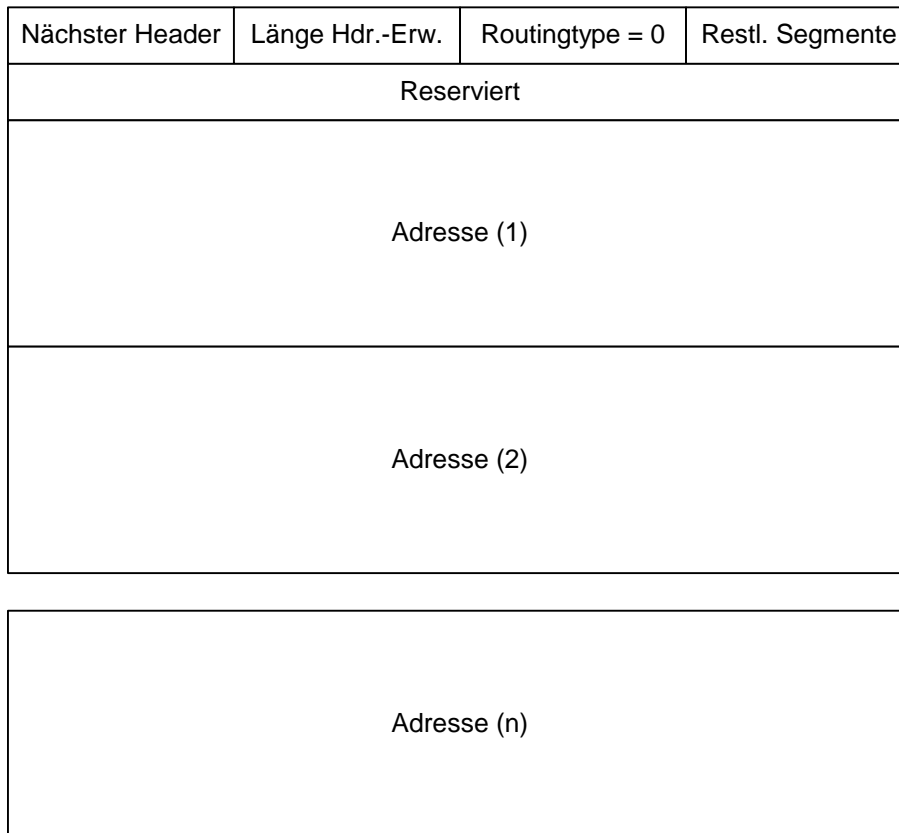 Nächster Header Länge Hdr.-Erw. Routingtype = 0 Restl. Segmente
Reserviert
Adresse (1)
Adresse (2)
Adresse (n)